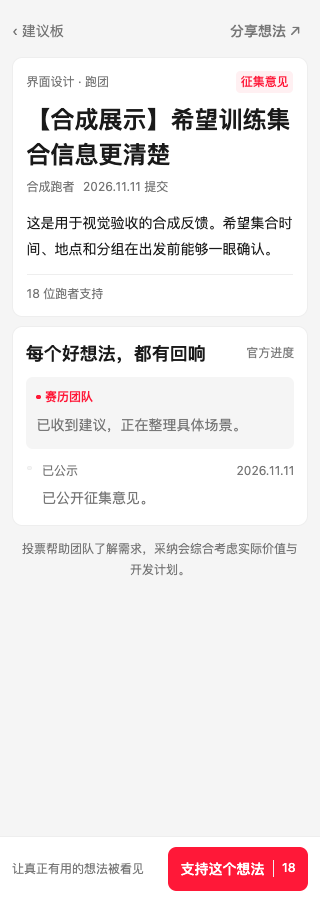 ‹ 建议板
分享想法 ↗
界面设计 · 跑团
征集意见
【合成展示】希望训练集
合信息更清楚
合成跑者 2026.11.11 提交
这是用于视觉验收的合成反馈。希望集合时
间、地点和分组在出发前能够一眼确认。
18 位跑者支持
每个好想法，都有回响
官方进度
赛历团队
已收到建议，正在整理具体场景。
已公示
2026.11.11
已公开征集意见。
投票帮助团队了解需求，采纳会综合考虑实际价值与
开发计划。
让真正有用的想法被看见
支持这个想法 | 18